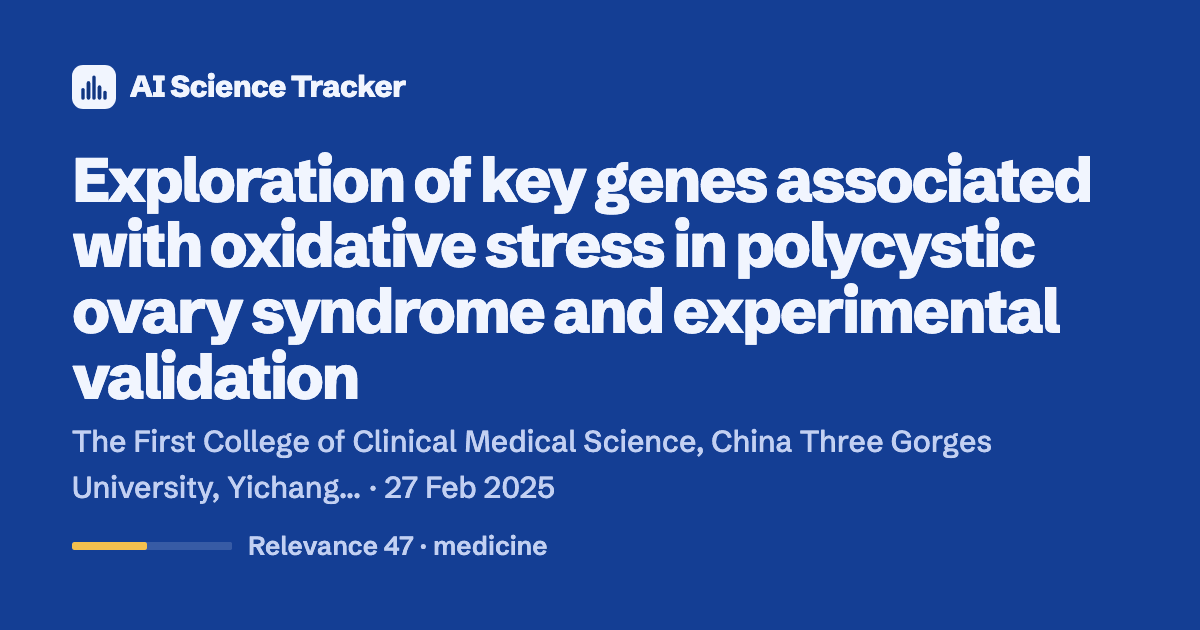 AI Science Tracker
Exploration of key genes associated
with oxidative stress in polycystic
ovary syndrome and experimental
validation
The First College of Clinical Medical Science, China Three Gorges
University, Yichang... · 27 Feb 2025
Relevance 47 · medicine